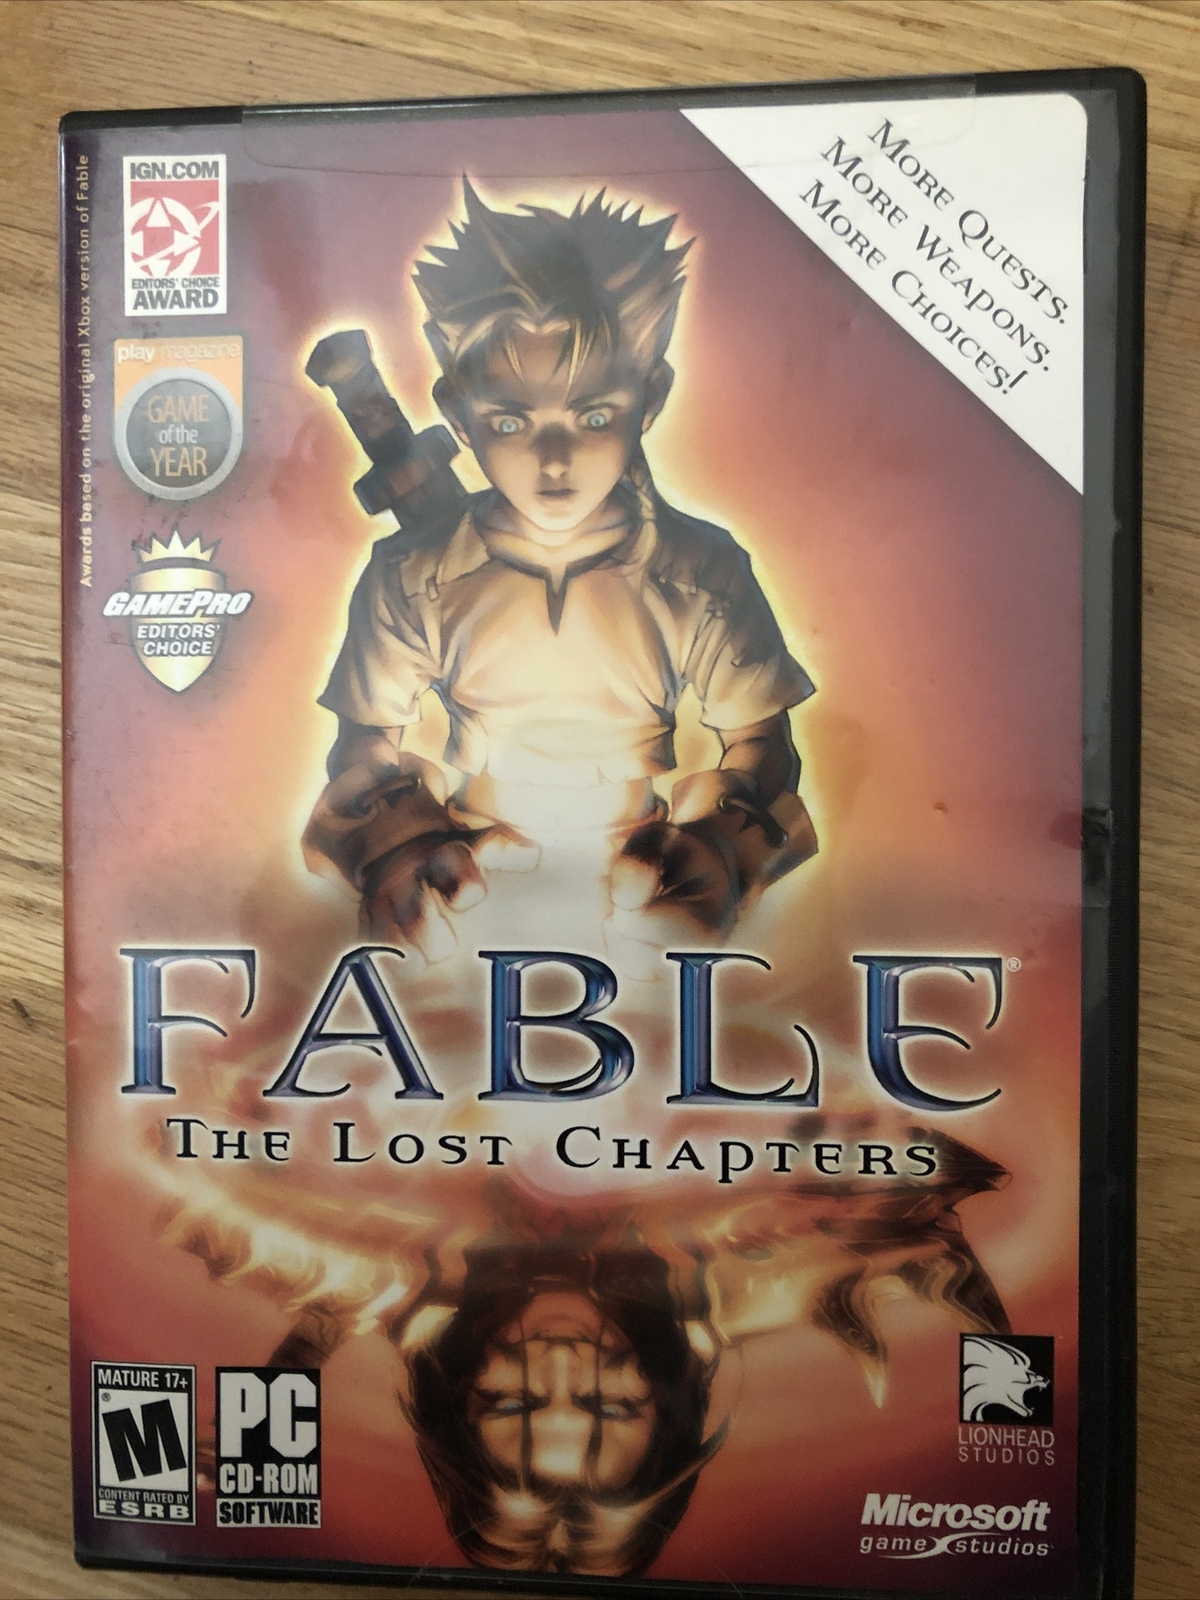 More Quests.
More Weapons.
More Choices!
Awards based on the original Xbox version of Fable
IGN.COM
EDITORS' CHOICE
AWARD
play magazine
GAME
of the
YEAR
GAMEPRO
EDITORS'
CHOICE
FABLE®
The Lost Chapters
MATURE 17+
M®
CONTENT RATED BY
ESRB
PC
CD-ROM
SOFTWARE
LIONHEAD
STUDIOS
Microsoft
game studios